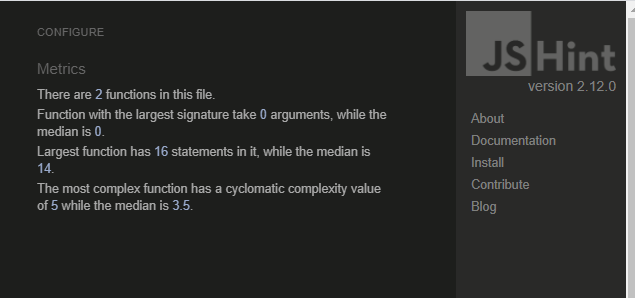 CONFIGURE
Metrics
There are 2 functions in this file.
Function with the largest signature take 0 arguments, while the
median is 0.
Largest function has 16 statements in it, while the median is
14.
The most complex function has a cyclomatic complexity value
of 5 while the median is 3.5.
JSHint
version 2.12.0
About
Documentation
Install
Contribute
Blog